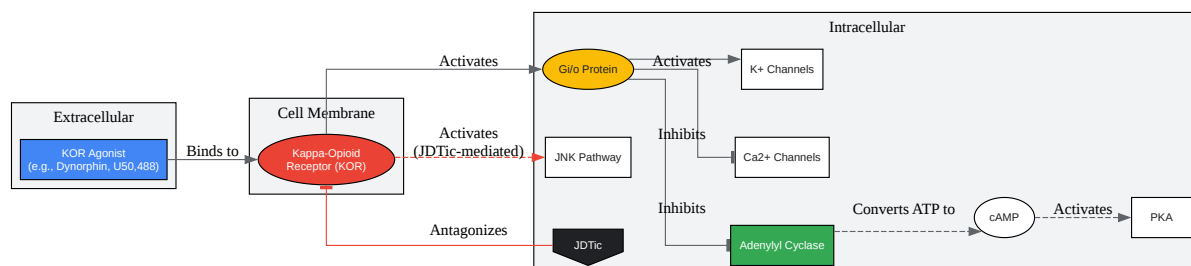 Intracellular
Activates
Gi/o Protein
Activates
K+ Channels
Extracellular
Cell Membrane
KOR Agonist
(e.g., Dynorphin, U50,488)
Binds to
Kappa-Opioid
Receptor (KOR)
Activates
(JDTic-mediated)
JNK Pathway
Inhibits
Ca2+ Channels
Antagonizes
JDTic
Inhibits
Adenylyl Cyclase
Converts ATP to
cAMP
Activates
PKA